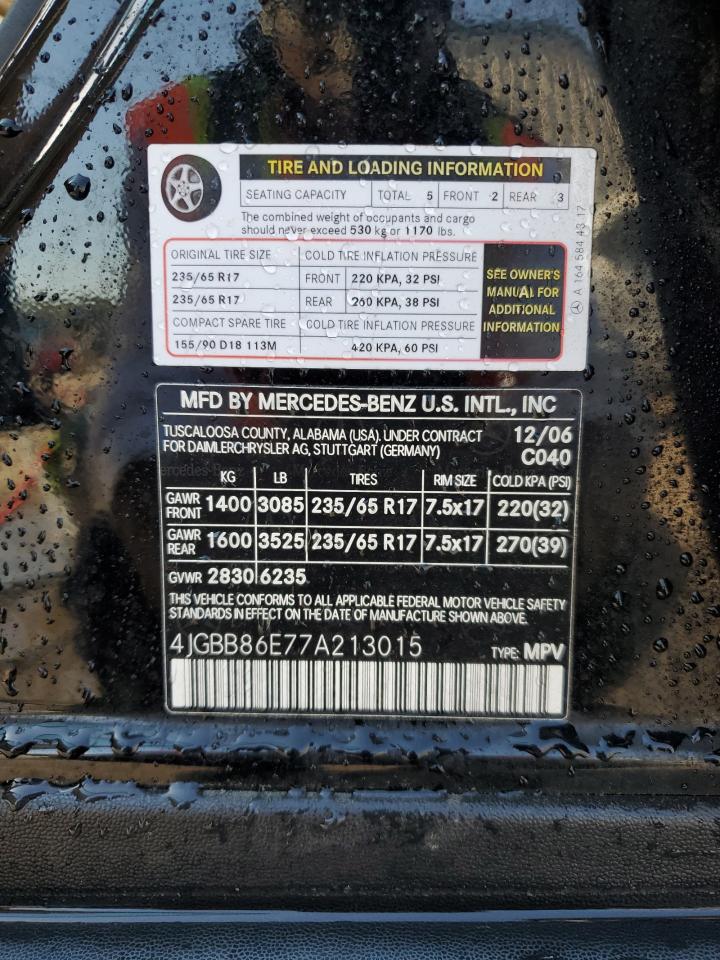 TIRE AND LOADING INFORMATION
SEATING CAPACITY TOTAL 5 FRONT 2 REAR 3
The combined weight of occupants and cargo
should never exceed 530 kg or 1170 lbs.
ORIGINAL TIRE SIZE COLD TIRE INFLATION PRESSURE
235/65 R17 FRONT 220 KPA, 32 PSI
235/65 R17 REAR 260 KPA, 38 PSI
COMPACT SPARE TIRE COLD TIRE INFLATION PRESSURE
155/90 D18 113M 420 KPA, 60 PSI
SEE OWNER'S
MANUAL FOR
ADDITIONAL
INFORMATION
A 164 584 43 17
MFD BY MERCEDES-BENZ U.S. INTL., INC
TUSCALOOSA COUNTY, ALABAMA (USA). UNDER CONTRACT 12/06
FOR DAIMLERCHRYSLER AG, STUTTGART (GERMANY) C040
KG LB TIRES RIM SIZE COLD KPA (PSI)
GAWR FRONT 1400 3085 235/65 R17 7.5x17 220(32)
GAWR REAR 1600 3525 235/65 R17 7.5x17 270(39)
GVWR 2830 6235
THIS VEHICLE CONFORMS TO ALL APPLICABLE FEDERAL MOTOR VEHICLE SAFETY
STANDARDS IN EFFECT ON THE DATE OF MANUFACTURE SHOWN ABOVE.
4JGBB86E77A213015 TYPE: MPV